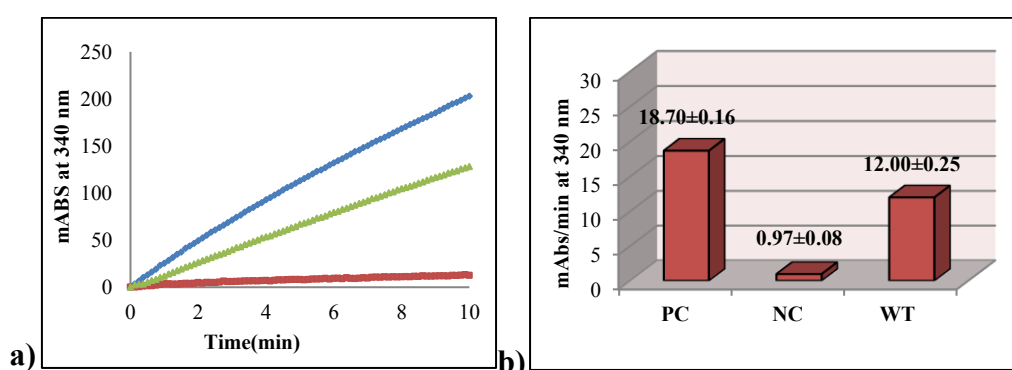 250
200
150
100
50
0
mABS at 340 nm
0 2 4 6 8 10
Time(min)
a)
30
25
20
15
10
5
0
mAbs/min at 340 nm
18.70±0.16
0.97±0.08
12.00±0.25
PC NC WT
b)